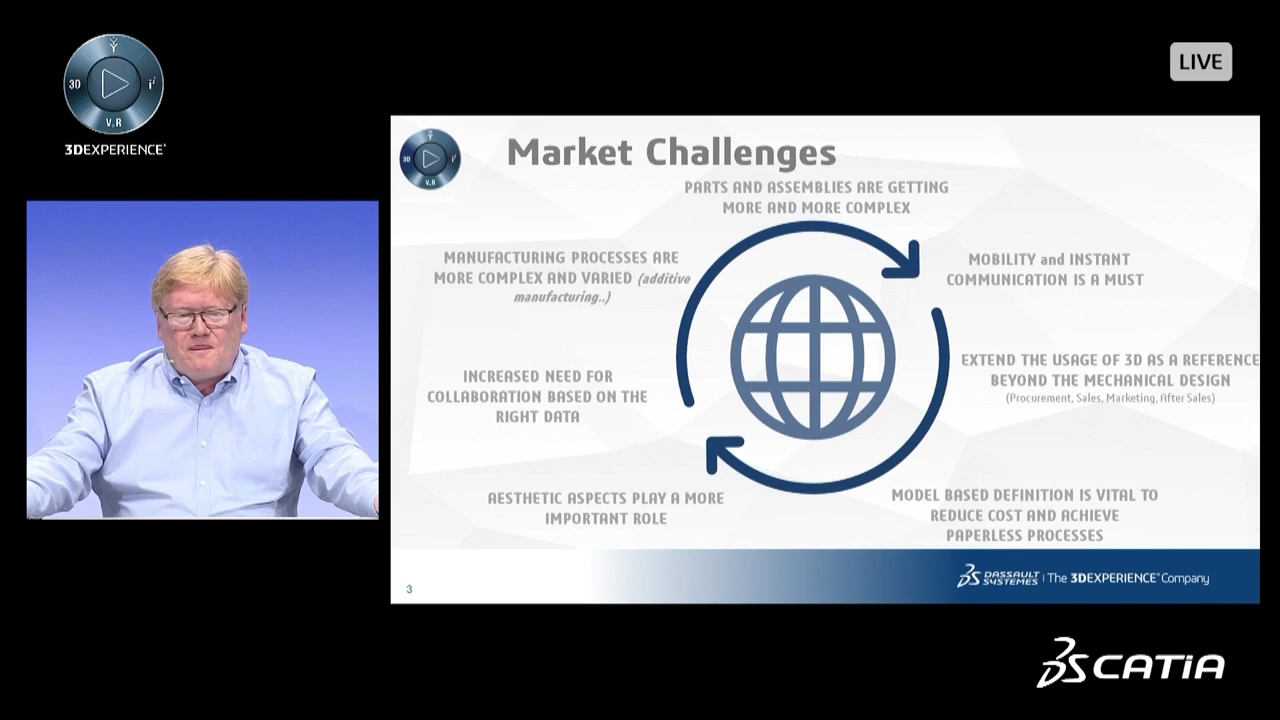 3D
i
V.R
3DEXPERIENCE
LIVE
3D
V.R
Market Challenges
PARTS AND ASSEMBLIES ARE GETTING
MORE AND MORE COMPLEX
MANUFACTURING PROCESSES ARE
MORE COMPLEX AND VARIED (additive
manufacturing..)
MOBILITY and INSTANT
COMMUNICATION IS A MUST
INCREASED NEED FOR
COLLABORATION BASED ON THE
RIGHT DATA
EXTEND THE USAGE OF 3D AS A REFERENCE
BEYOND THE MECHANICAL DESIGN
(Procurement, Sales, Marketing, After Sales)
AESTHETIC ASPECTS PLAY A MORE
IMPORTANT ROLE
MODEL BASED DEFINITION IS VITAL TO
REDUCE COST AND ACHIEVE
PAPERLESS PROCESSES
3
DASSAULT
SYSTEMES | The 3DEXPERIENCE Company
CATIA